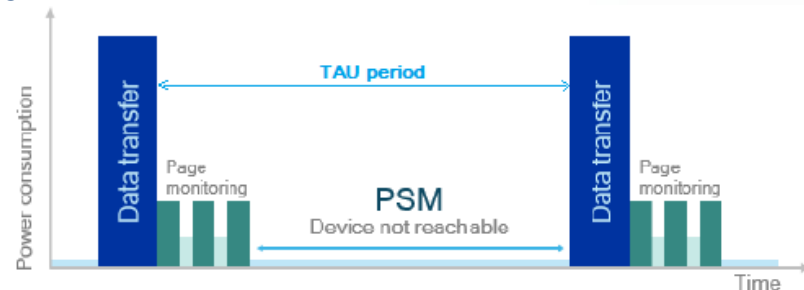 TAU period
Data transfer
Page
monitoring
PSM
Device not reachable
Data transfer
Page
monitoring
Power consumption
Time